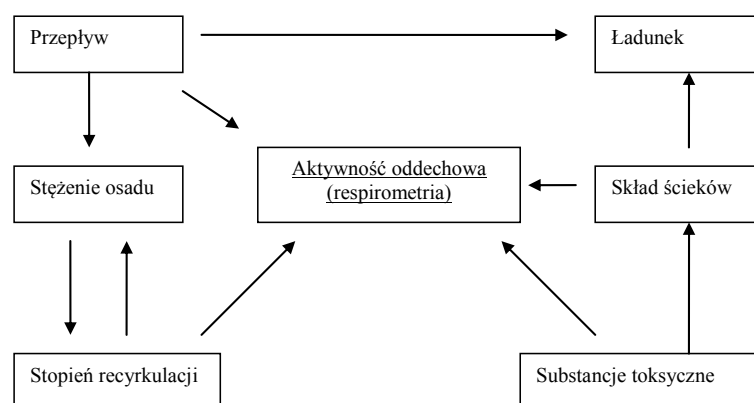 Przepływ
Ładunek
Stężenie osadu
Aktywność oddechowa
(respirometria)
Skład ścieków
Stopień recyrkulacji
Substancje toksyczne